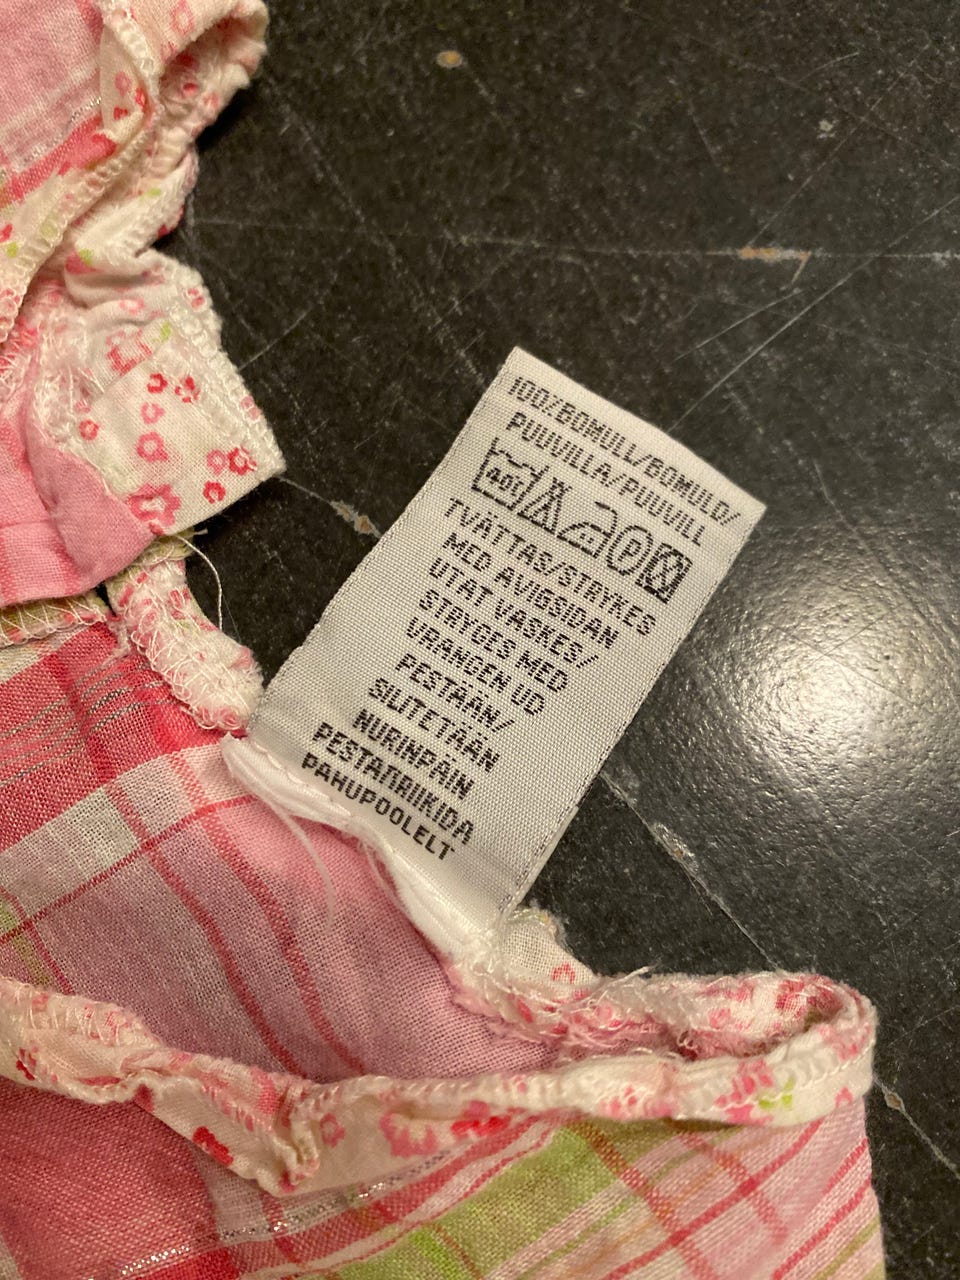 100%BOMULL/BOMULD/
PUUVILLA/PUUVILL
40°C P
TVÄTTAS/STRYKES
MED AVIGSIDAN
UTÅT VASKES/
STRYGES MED
VRANGEN UD
PESTÄÄN/
SILITETÄÄN
NURINPÄIN
PESTA/TRIIKIDA
PAHUPOOLELT